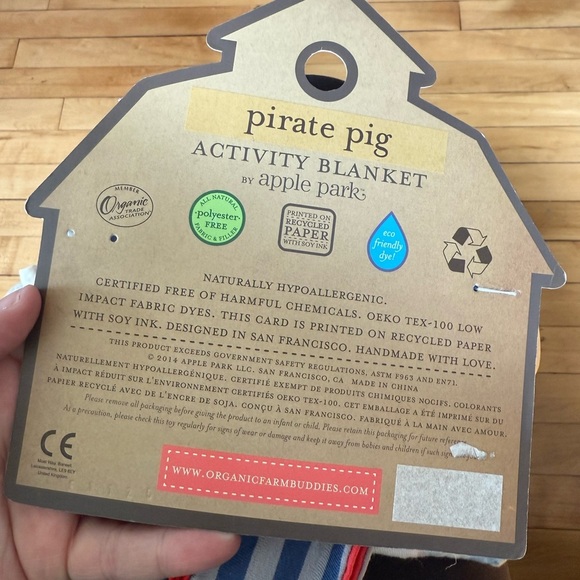 pirate pig
ACTIVITY BLANKET
BY apple park™
MEMBER
Organic
TRADE
ASSOCIATION
ALL NATURAL
polyester-
FREE
FABRIC & FILLER
PRINTED ON
RECYCLED
PAPER
WITH SOY INK
eco
friendly
dye!
NATURALLY HYPOALLERGENIC.
CERTIFIED FREE OF HARMFUL CHEMICALS. OEKO TEX-100 LOW
IMPACT FABRIC DYES. THIS CARD IS PRINTED ON RECYCLED PAPER
WITH SOY INK. DESIGNED IN SAN FRANCISCO. HANDMADE WITH LOVE.
THIS PRODUCT EXCEEDS GOVERNMENT SAFETY REGULATIONS, ASTM F963 AND EN71.
© 2014 APPLE PARK LLC. SAN FRANCISCO, CA MADE IN CHINA
NATURELLEMENT HYPOALLERGÉNIQUE. CERTIFIÉ EXEMPT DE PRODUITS CHIMIQUES NOCIFS. COLORANTS
À IMPACT RÉDUIT SUR L'ENVIRONNEMENT CERTIFIÉS OEKO TEX-100. CET EMBALLAGE A ÉTÉ IMPRIMÉ SUR DU
PAPIER RECYCLÉ AVEC DE L'ENCRE DE SOJA. CONÇU À SAN FRANCISCO. FABRIQUÉ À LA MAIN AVEC AMOUR.
Please remove all packaging before giving the product to an infant or child. Please retain this packaging for future reference.
As a precaution, please check this toy regularly for signs of wear or damage and keep it away from babies and children if such
CE
United Kingdom
WWW.ORGANICFARMBUDDIES.COM